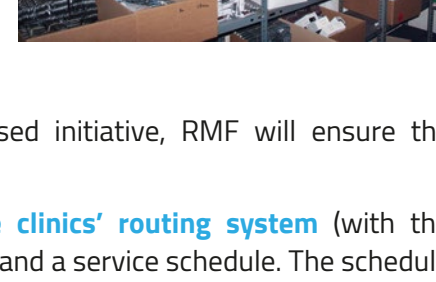 sed initiative, RMF will ensure th
clinics’ routing system (with th
and a service schedule. The schedul